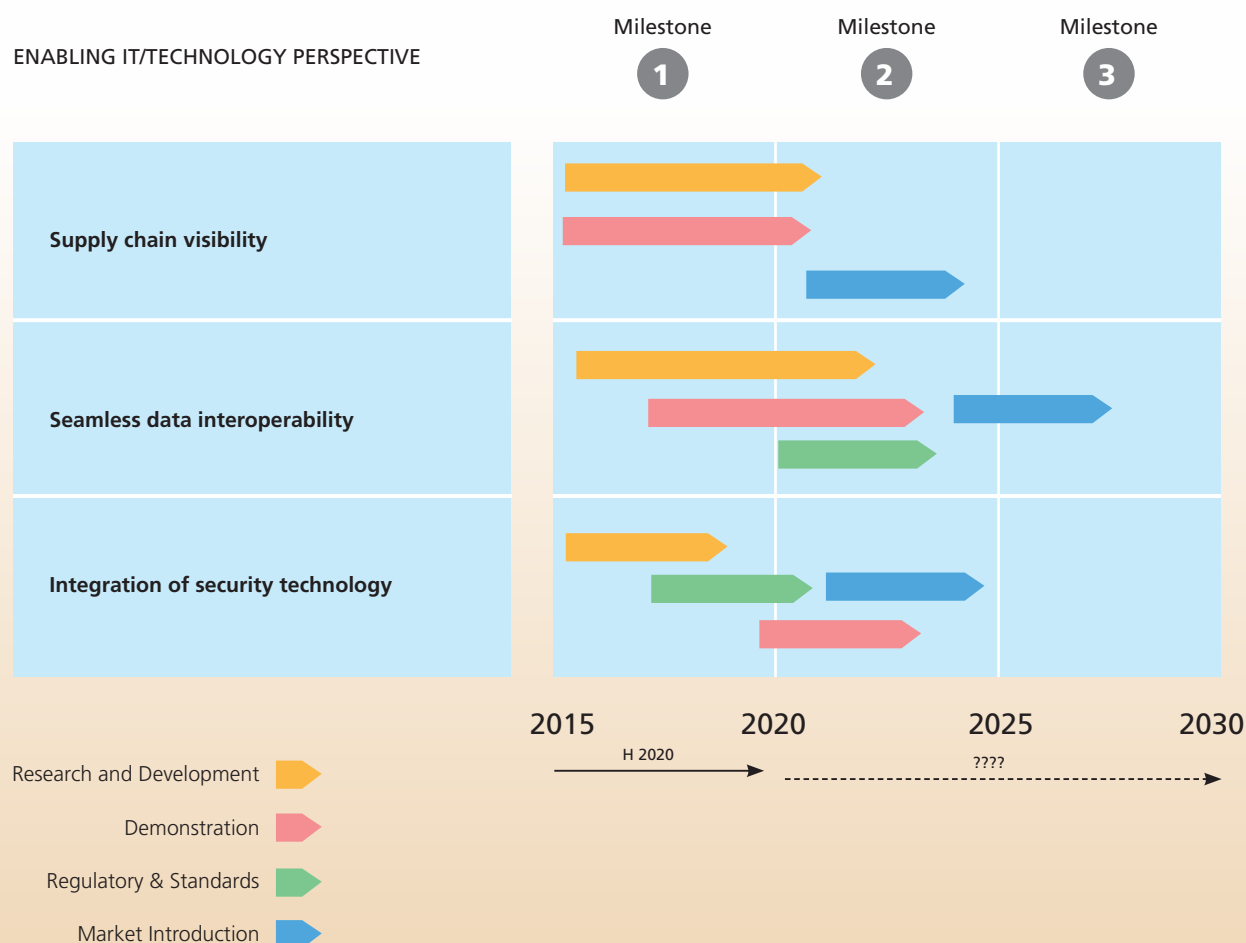 Milestone Milestone Milestone
ENABLING IT/TECHNOLOGY PERSPECTIVE
1 2 3
Supply chain visibility
Seamless data interoperability
Integration of security technology
2015 2020 2025 2030
H 2020 ????
Research and Development
Demonstration
Regulatory & Standards
Market Introduction